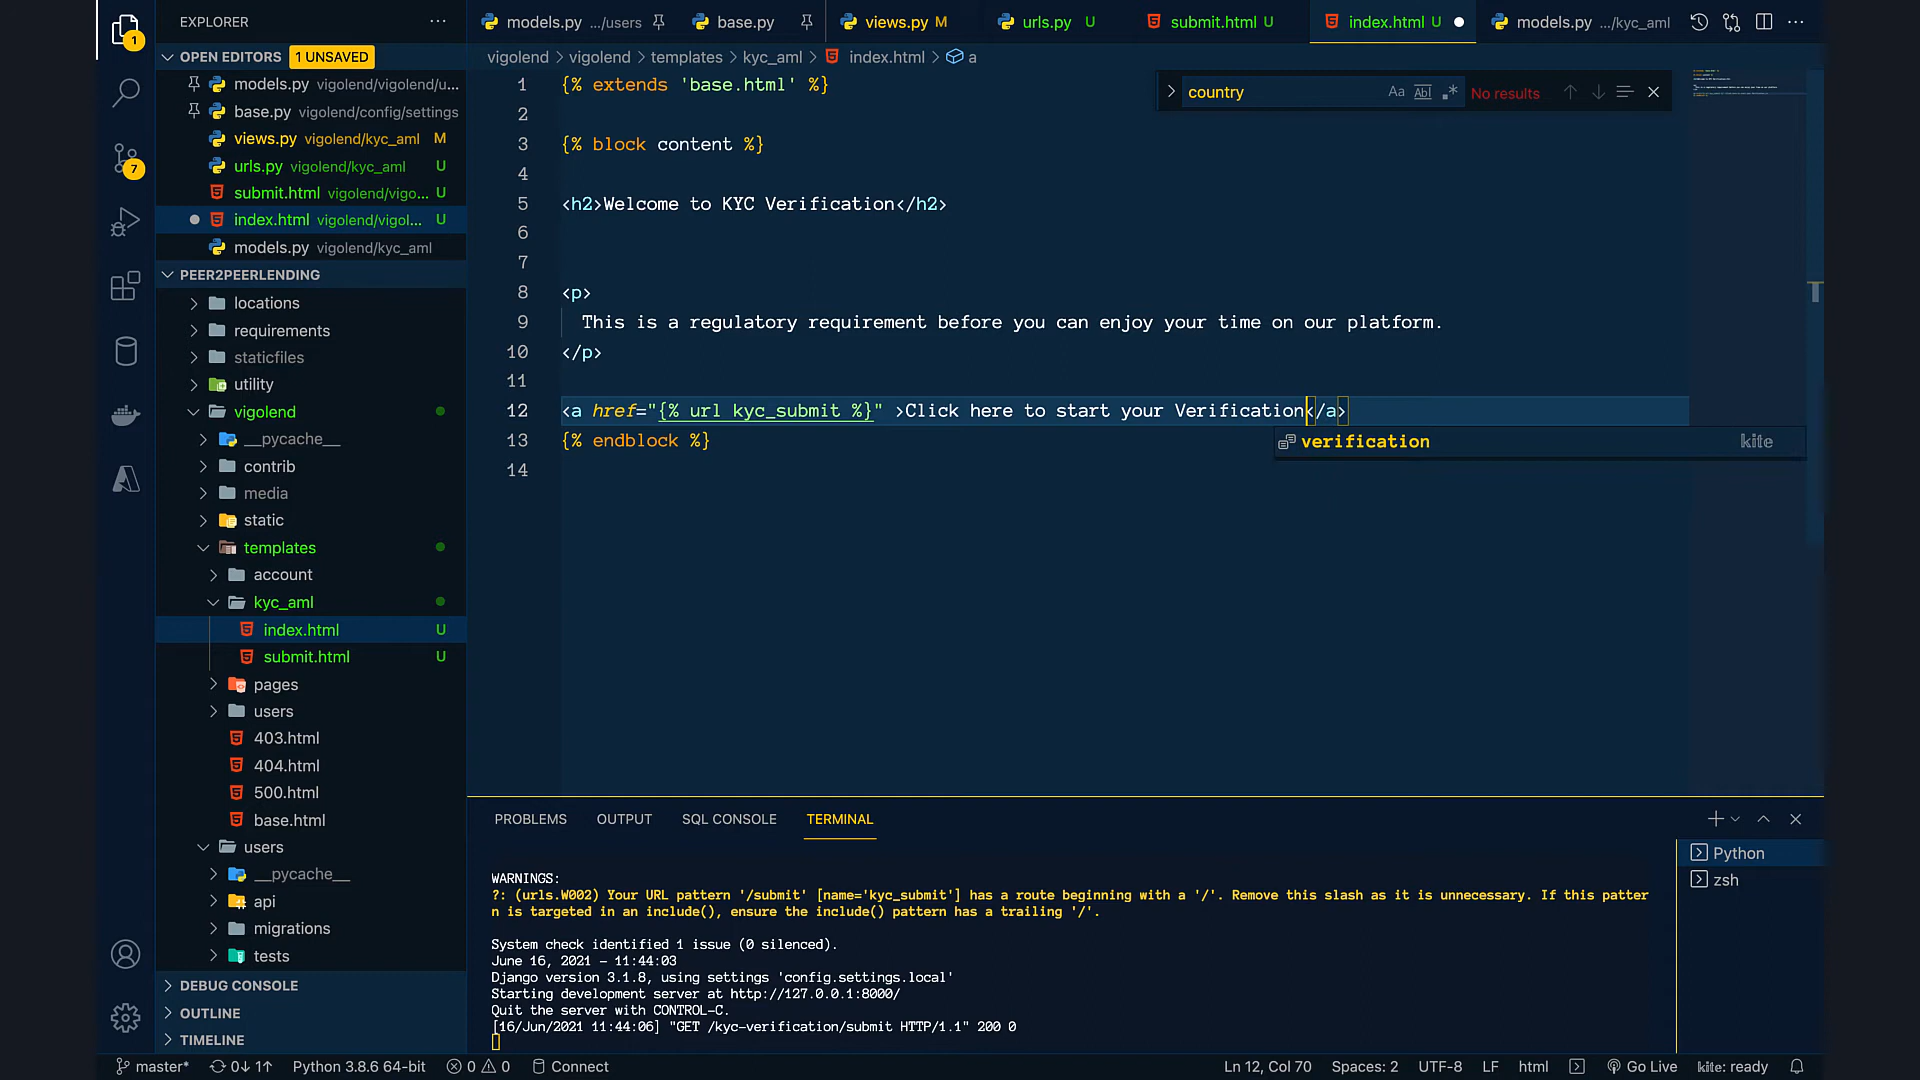 EXPLORER
OPEN EDITORS 1 UNSAVED
models.py vigolend/vigolend/u...
base.py vigolend/config/settings
views.py vigolend/kyc_aml M
urls.py vigolend/kyc_aml U
submit.html vigolend/vigo... U
index.html vigolend/vigol... U
models.py vigolend/kyc_aml
PEER2PEERLENDING
locations
requirements
staticfiles
utility
vigolend
__pycache__
contrib
media
static
templates
account
kyc_aml
index.html U
submit.html U
pages
users
403.html
404.html
500.html
base.html
users
__pycache__
api
migrations
tests
DEBUG CONSOLE
OUTLINE
TIMELINE
1
7
models.py .../users base.py views.py M urls.py U submit.html U index.html U models.py .../kyc_aml
vigolend > vigolend > templates > kyc_aml > index.html > a
country Aa Abl .* No results
1 {% extends 'base.html' %}
2
3 {% block content %}
4
5 <h2>Welcome to KYC Verification</h2>
6
7
8 <p>
9 This is a regulatory requirement before you can enjoy your time on our platform.
10 </p>
11
12 <a href="{% url kyc_submit %}" >Click here to start your Verification</a>
13 {% endblock %}
14
verification kite
PROBLEMS OUTPUT SQL CONSOLE TERMINAL
Python
zsh
WARNINGS:
?: (urls.W002) Your URL pattern '/submit' [name='kyc_submit'] has a route beginning with a '/'. Remove this slash as it is unnecessary. If this patter
n is targeted in an include(), ensure the include() pattern has a trailing '/'.
System check identified 1 issue (0 silenced).
June 16, 2021 - 11:44:03
Django version 3.1.8, using settings 'config.settings.local'
Starting development server at http://127.0.0.1:8000/
Quit the server with CONTROL-C.
[16/Jun/2021 11:44:06] "GET /kyc-verification/submit HTTP/1.1" 200 0
master* 0↓ 1↑ Python 3.8.6 64-bit 0 0 Connect Ln 12, Col 70 Spaces: 2 UTF-8 LF html Go Live kite: ready